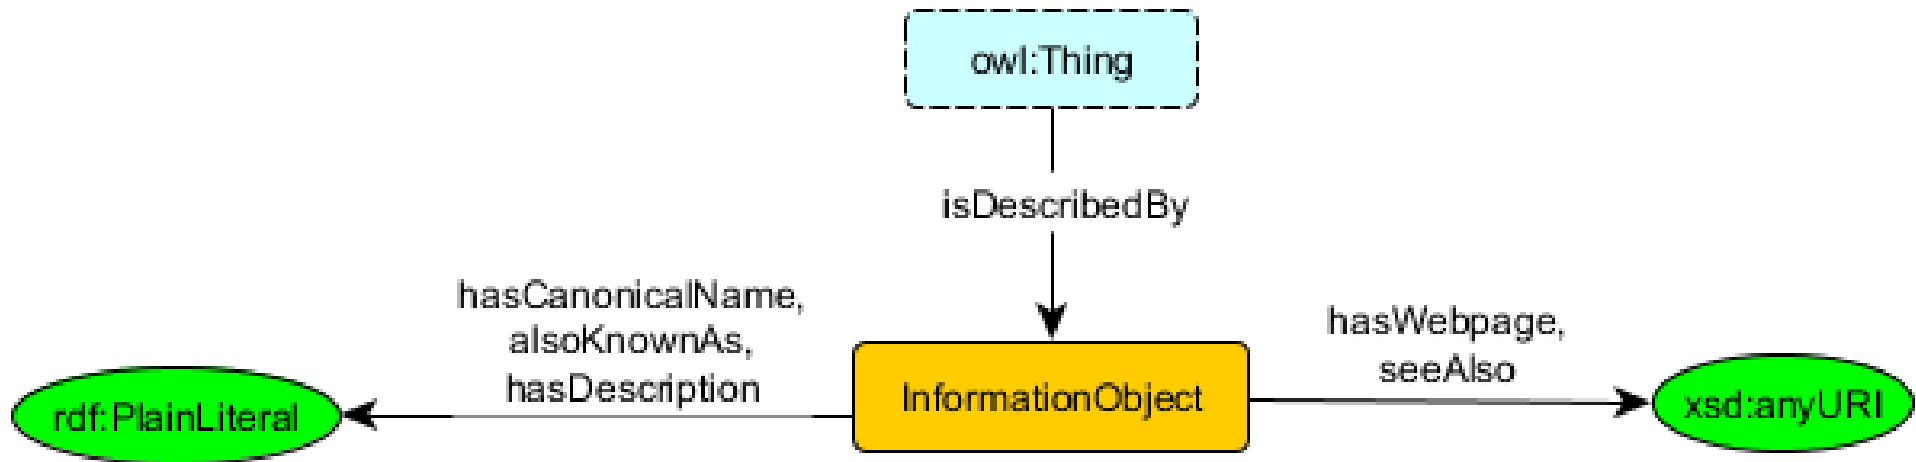 owl:Thing
isDescribedBy
hasCanonicalName,
alsoKnownAs,
hasDescription
hasWebpage,
seeAlso
rdf:PlainLiteral
InformationObject
xsd:anyURI